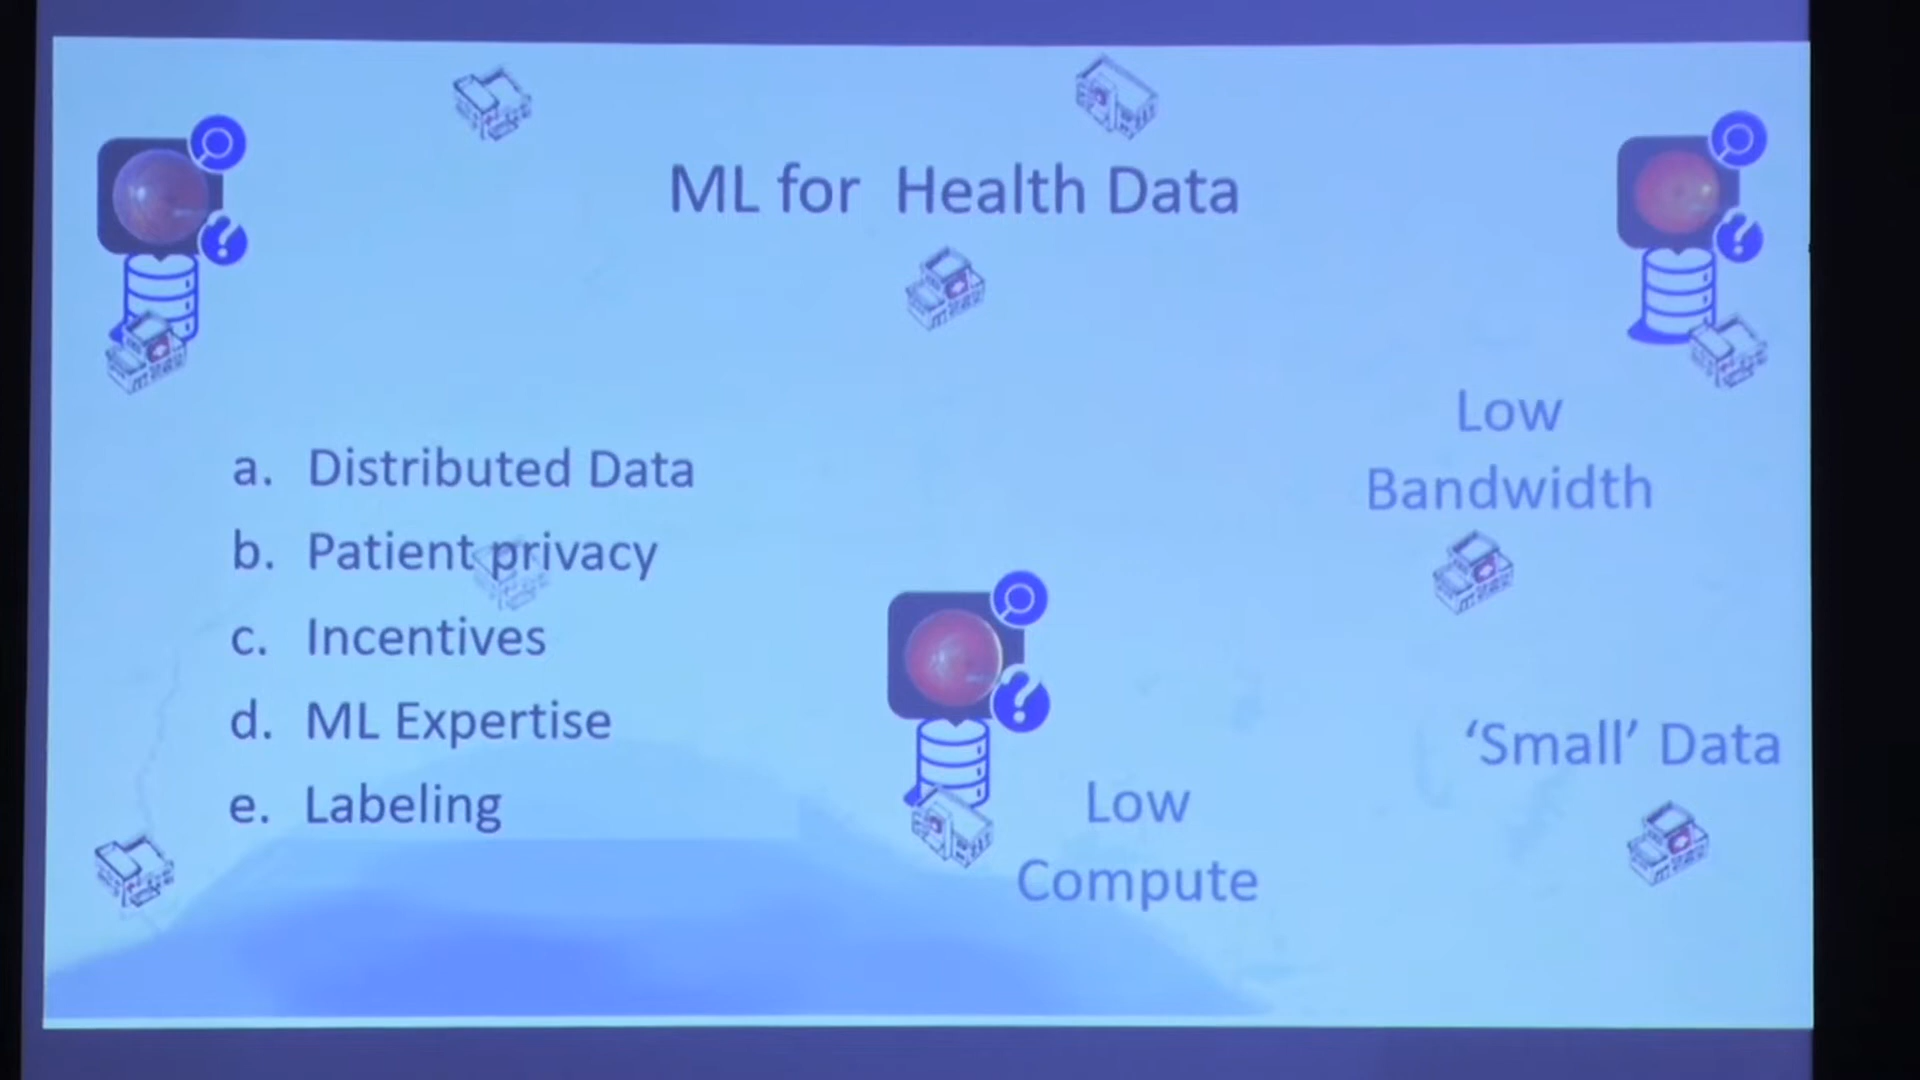 ML for Health Data
a. Distributed Data
b. Patient privacy
c. Incentives
d. ML Expertise
e. Labeling
Low
Bandwidth
‘Small’ Data
Low
Compute